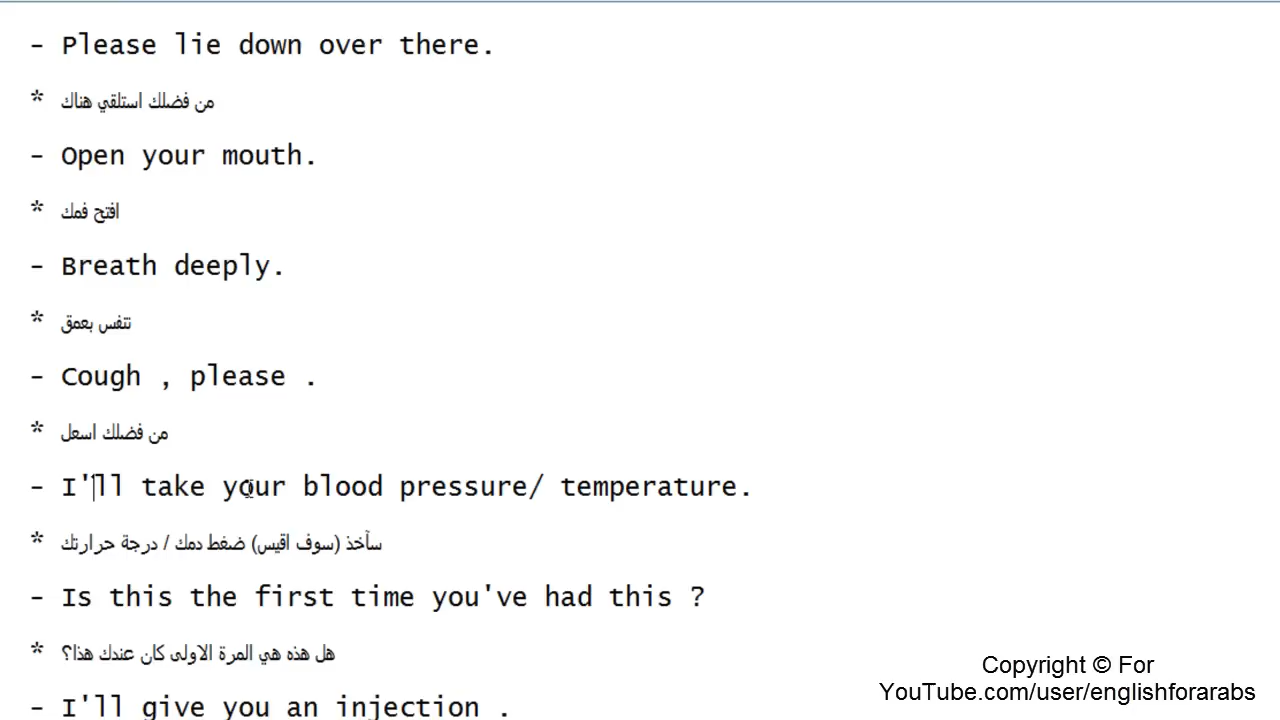 - Please lie down over there.
* من فضلك استلقي هناك
- Open your mouth.
* افتح فمك
- Breath deeply.
* تنفس بعمق
- Cough , please .
* من فضلك اسعل
- I'll take your blood pressure/ temperature.
* سآخذ (سوف اقيس) ضغط دمك / درجة حرارتك
- Is this the first time you've had this ?
* هل هذه هي المرة الاولى كان عندك هذا؟
- I'll give you an injection .
Copyright © For
YouTube.com/user/englishforarabs